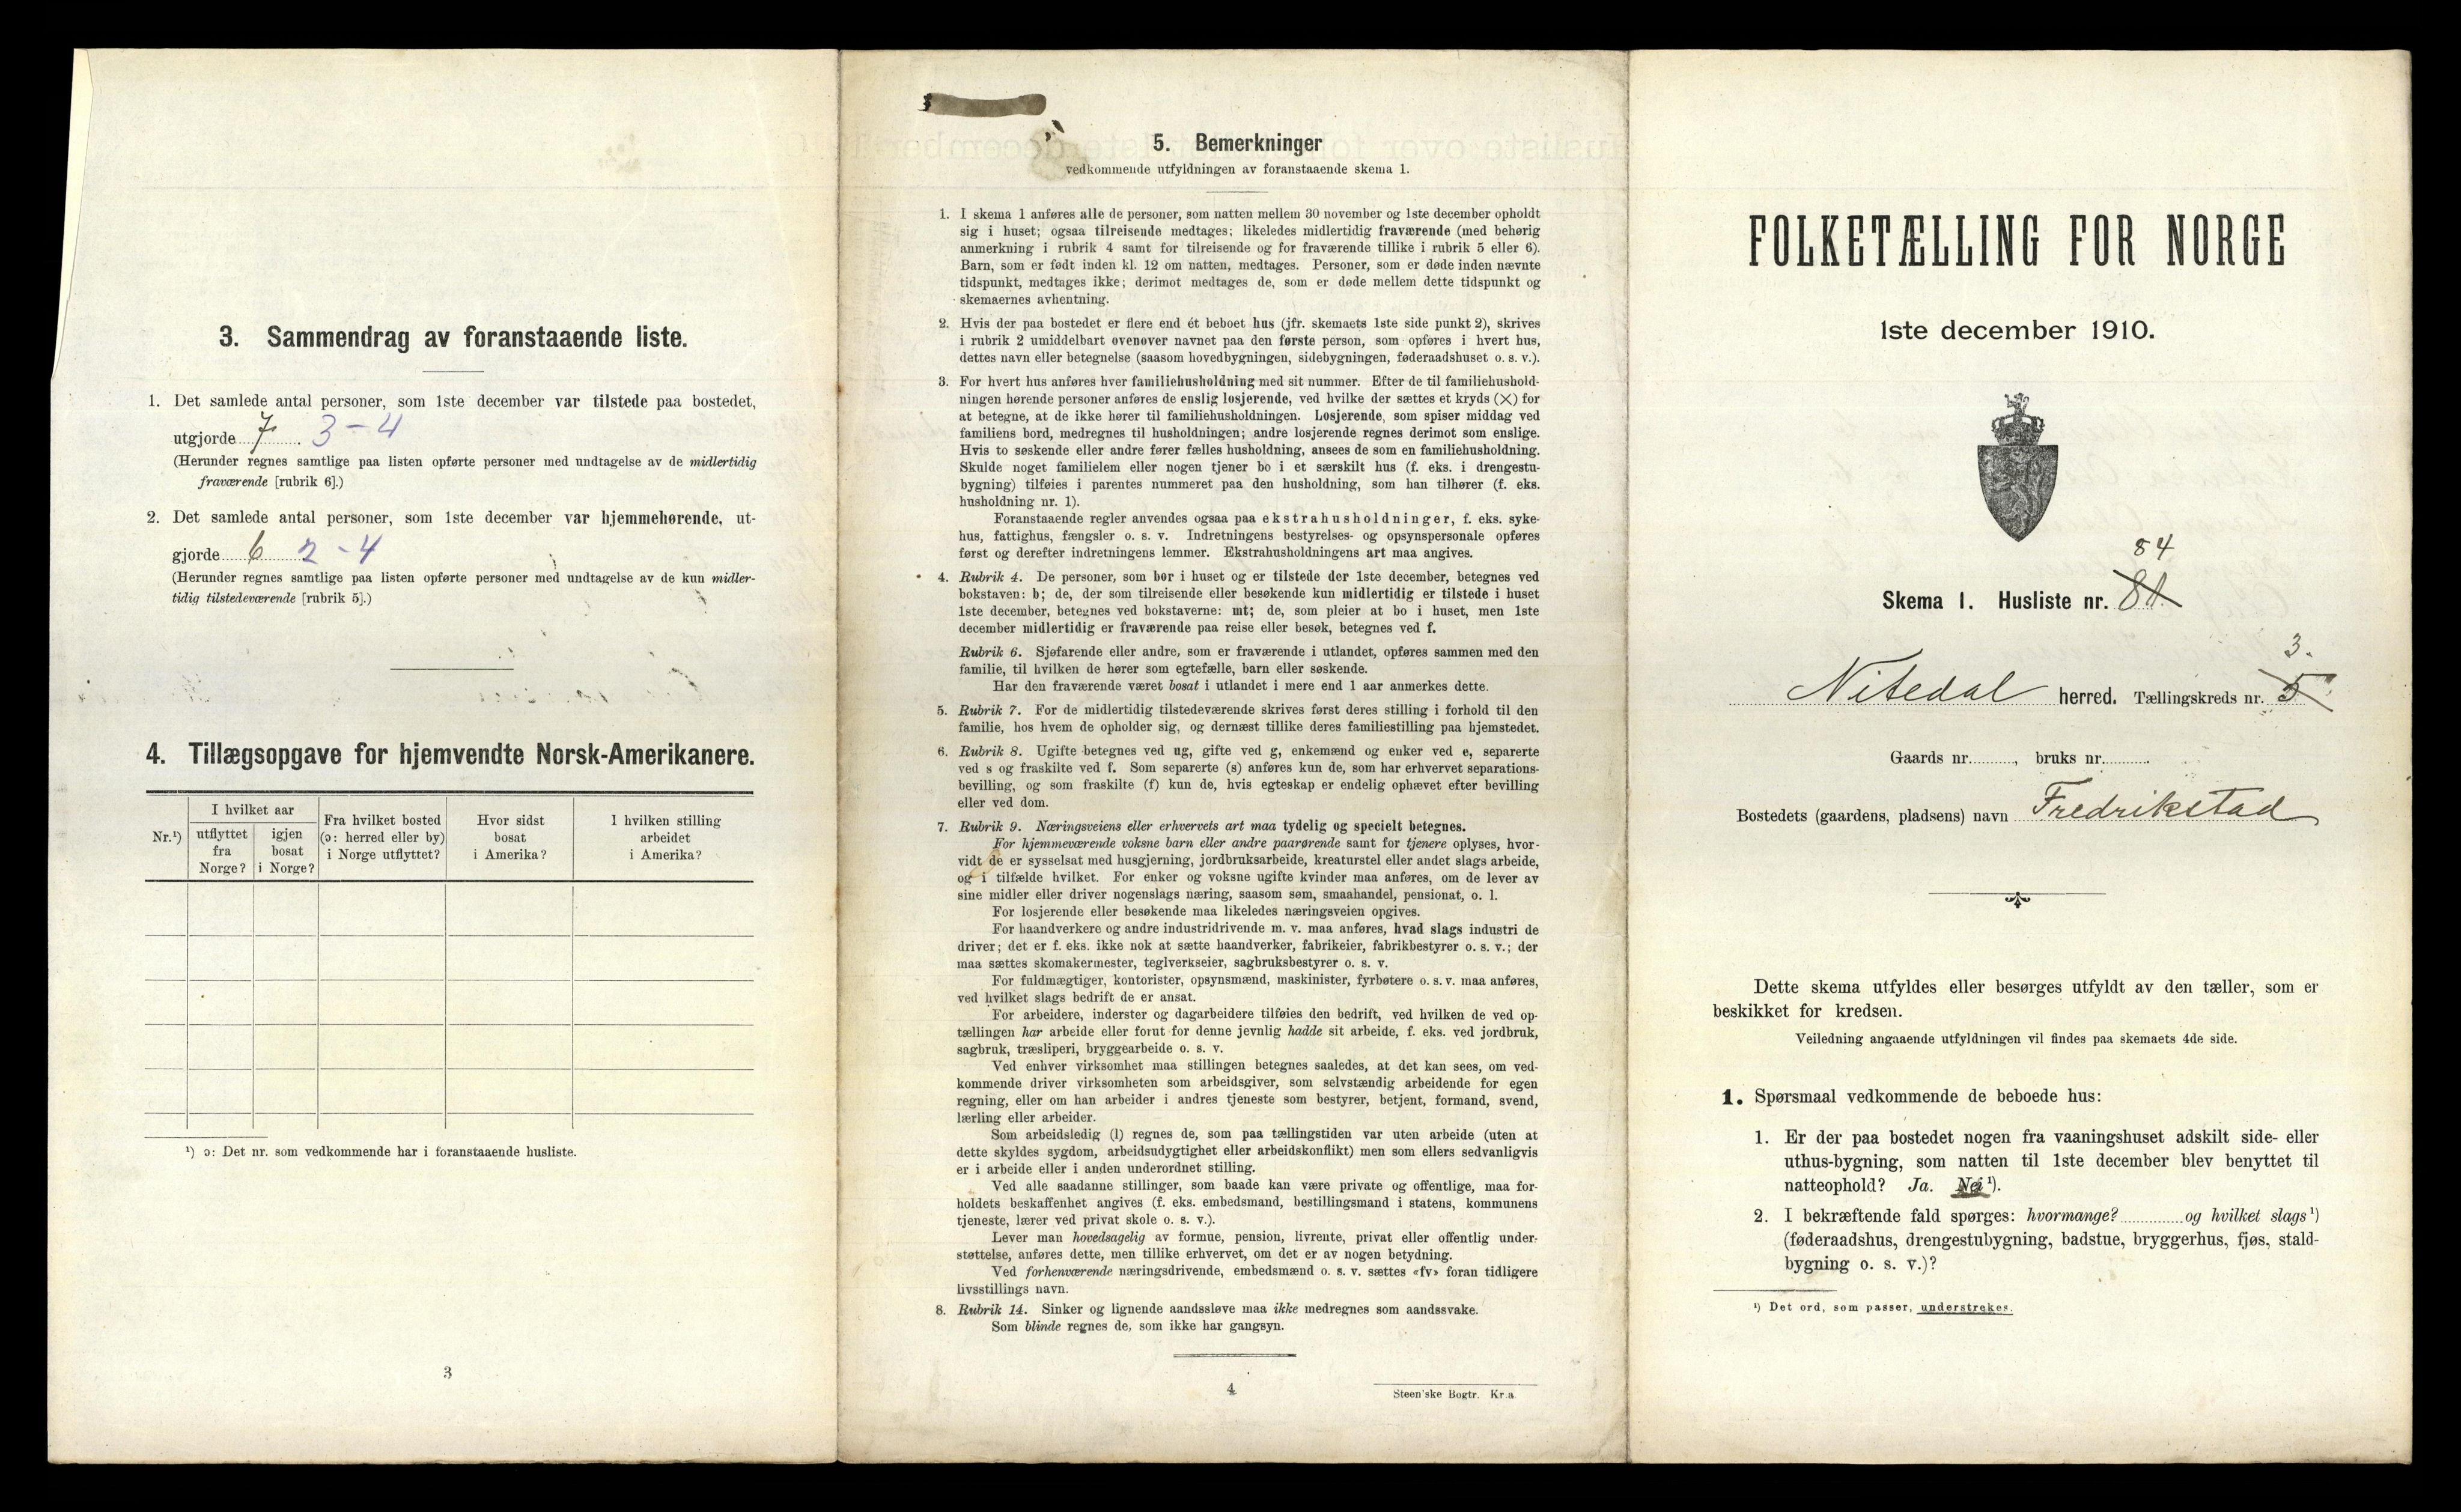 3. Sammendrag av foranstaaende liste.
1. Det samlede antal personer, som 1ste december var tilstede paa bostedet,
utgjorde 7. 3-4
(Herunder regnes samtlige paa listen opførte personer med undtagelse av de midlertidig
fraværende [rubrik 6].)
2. Det samlede antal personer, som 1ste december var hjemmehørende, ut-
gjorde 6 2-4
(Herunder regnes samtlige paa listen opførte personer med undtagelse av de kun midler-
tidig tilstedeværende [rubrik 5].)
4. Tillægsopgave for hjemvendte Norsk-Amerikanere.
Nr.¹)
I hvilket aar
utflyttet
fra
Norge?
igjen
bosat
i Norge?
Fra hvilket bosted
(ɔ: herred eller by)
i Norge utflyttet?
Hvor sidst
bosat
i Amerika?
I hvilken stilling
arbeidet
i Amerika?
¹) ɔ: Det nr. som vedkommende har i foranstaaende husliste.
3
5. Bemerkninger
vedkommende utfyldningen av foranstaaende skema 1.
1. I skema 1 anføres alle de personer, som natten mellem 30 november og 1ste december opholdt
sig i huset; ogsaa tilreisende medtages; likeledes midlertidig fraværende (med behørig
anmerkning i rubrik 4 samt for tilreisende og for fraværende tillike i rubrik 5 eller 6).
Barn, som er født inden kl. 12 om natten, medtages. Personer, som er døde inden nævnte
tidspunkt, medtages ikke; derimot medtages de, som er døde mellem dette tidspunkt og
skemaernes avhentning.
2. Hvis der paa bostedet er flere end ét beboet hus (jfr. skemaets 1ste side punkt 2), skrives
i rubrik 2 umiddelbart ovenover navnet paa den første person, som opføres i hvert hus,
dettes navn eller betegnelse (saasom hovedbygningen, sidebygningen, føderaadshuset o. s. v.).
3. For hvert hus anføres hver familiehusholdning med sit nummer. Efter de til familiehushold-
ningen hørende personer anføres de enslig losjerende, ved hvilke der sættes et kryds (×) for
at betegne, at de ikke hører til familiehusholdningen. Losjerende, som spiser middag ved
familiens bord, medregnes til husholdningen; andre losjerende regnes derimot som enslige.
Hvis to søskende eller andre fører fælles husholdning, ansees de som en familiehusholdning.
Skulde noget familielem eller nogen tjener bo i et særskilt hus (f. eks. i drengestu-
bygning) tilføies i parentes nummeret paa den husholdning, som han tilhører (f. eks.
husholdning nr. 1).
Foranstaaende regler anvendes ogsaa paa ekstrahusholdninger, f. eks. syke-
hus, fattighus, fængsler o. s. v. Indretningens bestyrelses- og opsynspersonale opføres
først og derefter indretningens lemmer. Ekstrahusholdningens art maa angives.
4. Rubrik 4. De personer, som bor i huset og er tilstede der 1ste december, betegnes ved
bokstaven: b; de, der som tilreisende eller besøkende kun midlertidig er tilstede i huset
1ste december, betegnes ved bokstaverne: mt; de, som pleier at bo i huset, men 1ste
december midlertidig er fraværende paa reise eller besøk, betegnes ved f.
Rubrik 6. Sjøfarende eller andre, som er fraværende i utlandet, opføres sammen med den
familie, til hvilken de hører som egtefælle, barn eller søskende.
Har den fraværende været bosat i utlandet i mere end 1 aar anmerkes dette.
5. Rubrik 7. For de midlertidig tilstedeværende skrives først deres stilling i forhold til den
familie, hos hvem de opholder sig, og dernæst tillike deres familiestilling paa hjemstedet.
6. Rubrik 8. Ugifte betegnes ved ug, gifte ved g, enkemænd og enker ved e, separerte
ved s og fraskilte ved f. Som separerte (s) anføres kun de, som har erhvervet separations-
bevilling, og som fraskilte (f) kun de, hvis egteskap er endelig ophævet efter bevilling
eller ved dom.
7. Rubrik 9. Næringsveiens eller erhvervets art maa tydelig og specielt betegnes.
For hjemmeværende voksne barn eller andre paarørende samt for tjenere oplyses, hvor-
vidt de er sysselsat med husgjerning, jordbruksarbeide, kreaturstel eller andet slags arbeide,
og i tilfælde hvilket. For enker og voksne ugifte kvinder maa anføres, om de lever av
sine midler eller driver nogenslags næring, saasom søm, smaahandel, pensionat, o. l.
For losjerende eller besøkende maa likeledes næringsveien opgives.
For haandverkere og andre industridrivende m. v. maa anføres, hvad slags industri de
driver; det er f. eks. ikke nok at sætte haandverker, fabrikeier, fabrikbestyrer o. s. v.; der
maa sættes skomakermester, teglverkseier, sagbruksbestyrer o. s. v.
For fuldmægtiger, kontorister, opsynsmænd, maskinister, fyrbøtere o. s. v. maa anføres,
ved hvilket slags bedrift de er ansat.
For arbeidere, inderster og dagarbeidere tilføies den bedrift, ved hvilken de ved op-
tællingen har arbeide eller forut for denne jevnlig hadde sit arbeide, f. eks. ved jordbruk,
sagbruk, træsliperi, bryggearbeide o. s. v.
Ved enhver virksomhet maa stillingen betegnes saaledes, at det kan sees, om ved-
kommende driver virksomheten som arbeidsgiver, som selvstændig arbeidende for egen
regning, eller om han arbeider i andres tjeneste som bestyrer, betjent, formand, svend,
lærling eller arbeider.
Som arbeidsledig (l) regnes de, som paa tællingstiden var uten arbeide (uten at
dette skyldes sygdom, arbeidsudygtighet eller arbeidskonflikt) men som ellers sedvanligvis
er i arbeide eller i anden underordnet stilling.
Ved alle saadanne stillinger, som baade kan være private og offentlige, maa for-
holdets beskaffenhet angives (f. eks. embedsmand, bestillingsmand i statens, kommunens
tjeneste, lærer ved privat skole o. s. v.).
Lever man hovedsagelig av formue, pension, livrente, privat eller offentlig under-
støttelse, anføres dette, men tillike erhvervet, om det er av nogen betydning.
Ved forhenværende næringsdrivende, embedsmænd o. s. v. sættes «fv» foran tidligere
livsstillings navn.
8. Rubrik 14. Sinker og lignende aandssløve maa ikke medregnes som aandssvake.
Som blinde regnes de, som ikke har gangsyn.
4
Steen'ske Bogtr. Kr.a.
FOLKETÆLLING FOR NORGE
1ste december 1910.
84
Skema 1. Husliste nr.
3.
Nitedal herred. Tællingskreds nr. 5
Gaards nr. , bruks nr.
Bostedets (gaardens, pladsens) navn Fredrikstad
Dette skema utfyldes eller besørges utfyldt av den tæller, som er
beskikket for kredsen.
Veiledning angaaende utfyldningen vil findes paa skemaets 4de side.
1. Spørsmaal vedkommende de beboede hus:
1. Er der paa bostedet nogen fra vaaningshuset adskilt side- eller
uthus-bygning, som natten til 1ste december blev benyttet til
natteophold? Ja. Nei ¹).
2. I bekræftende fald spørges: hvormange? og hvilket slags ¹)
(føderaadshus, drengestubygning, badstue, bryggerhus, fjøs, stald-
bygning o. s. v.)?
¹) Det ord, som passer, understrekes.